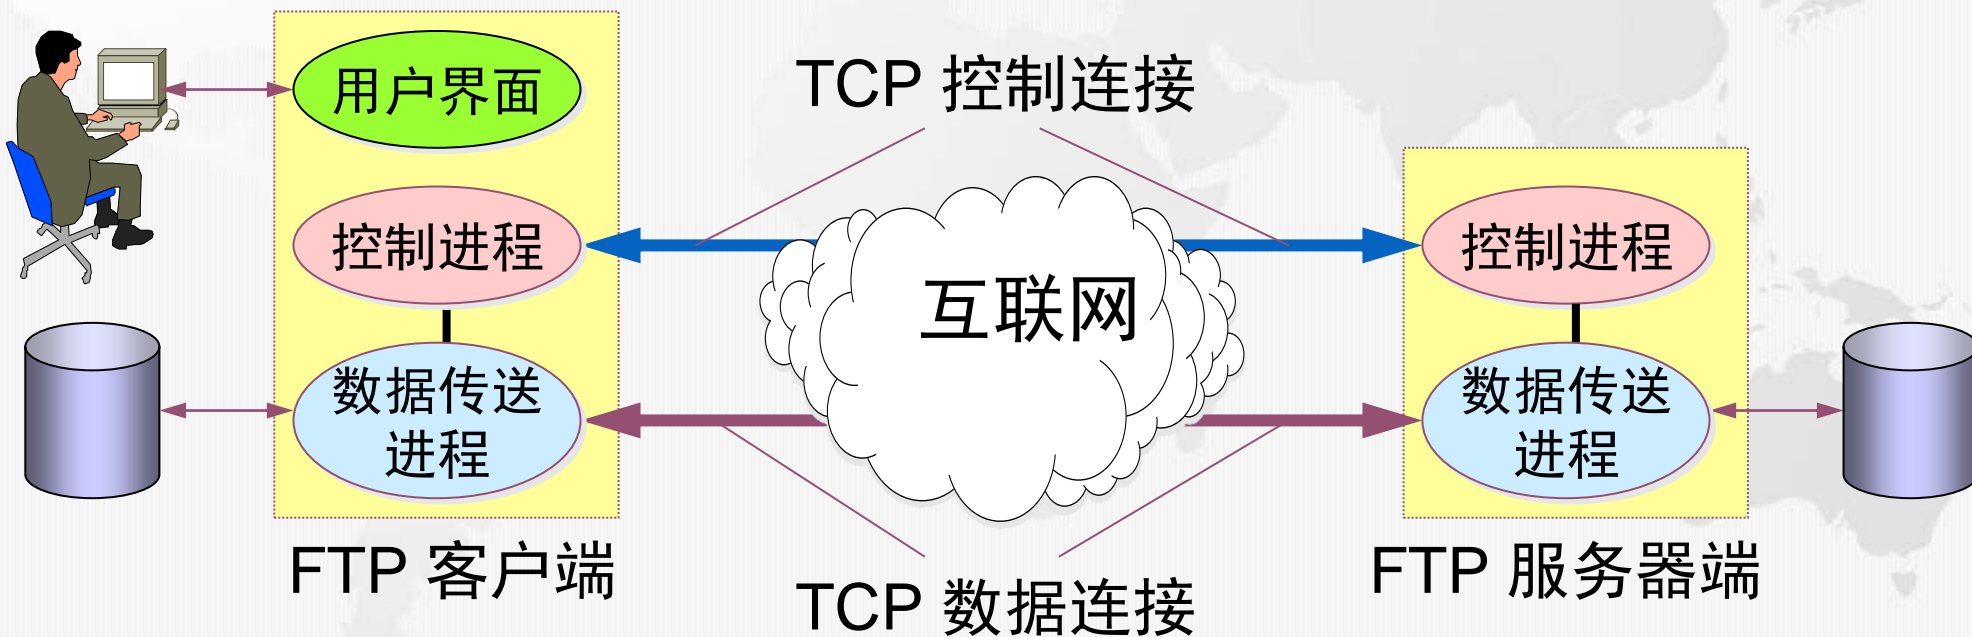 用户界面
TCP 控制连接
控制进程
控制进程
互联网
数据传送
进程
数据传送
进程
FTP 客户端
TCP 数据连接
FTP 服务器端